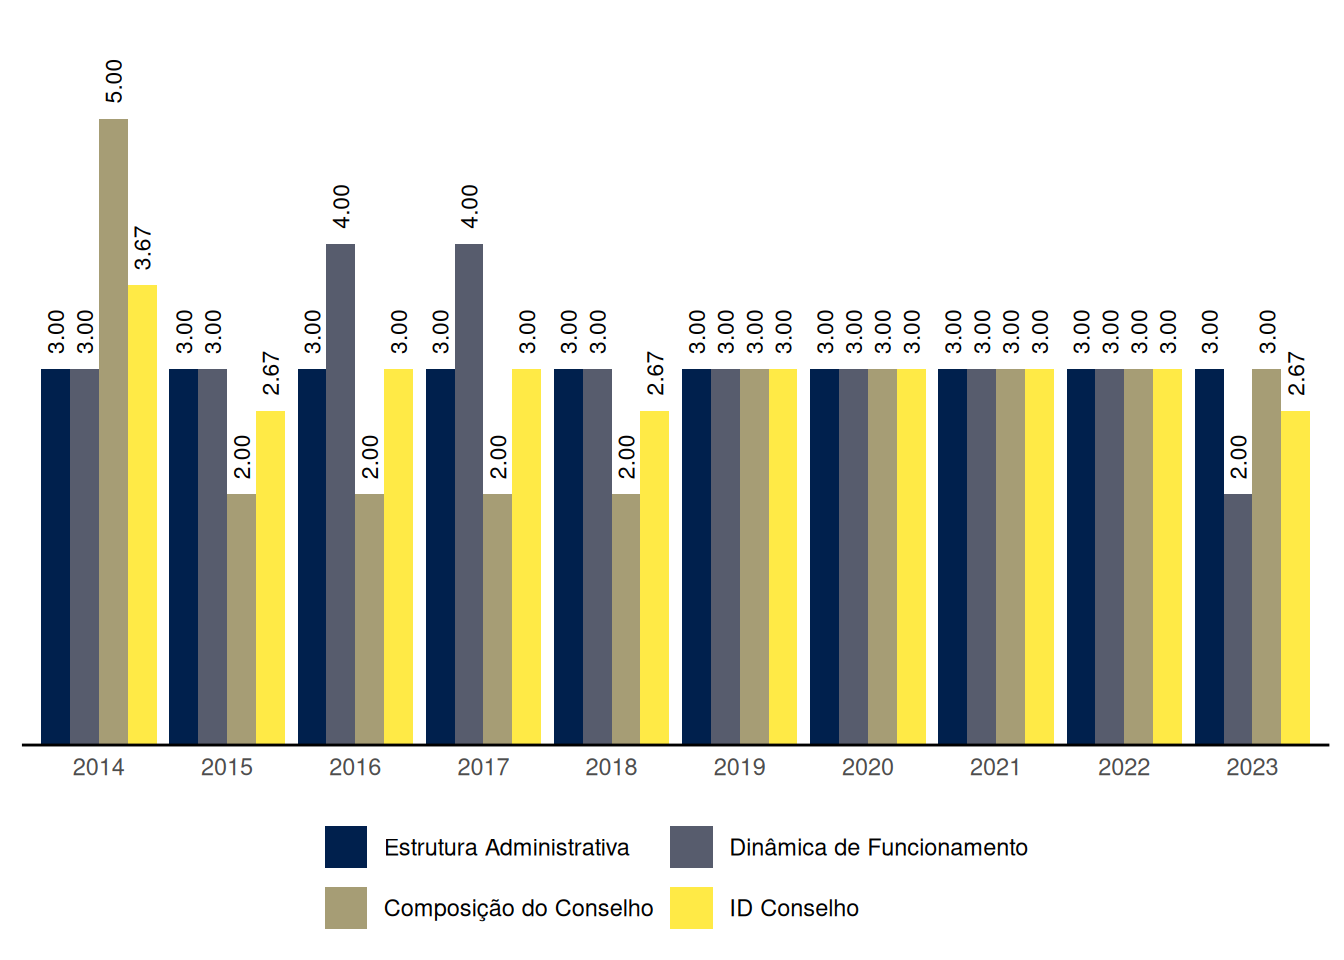 5.00
3.67
3.00 3.00
3.00 3.00 2.00 2.67
3.00 4.00 2.00 3.00
3.00 4.00 2.00 3.00
3.00 3.00 2.00 2.67
3.00 3.00 3.00 3.00
3.00 3.00 3.00 3.00
3.00 3.00 3.00 3.00
3.00 3.00 3.00 3.00
3.00 2.00 3.00 2.67
2014 2015 2016 2017 2018 2019 2020 2021 2022 2023
Estrutura Administrativa Dinâmica de Funcionamento
Composição do Conselho ID Conselho